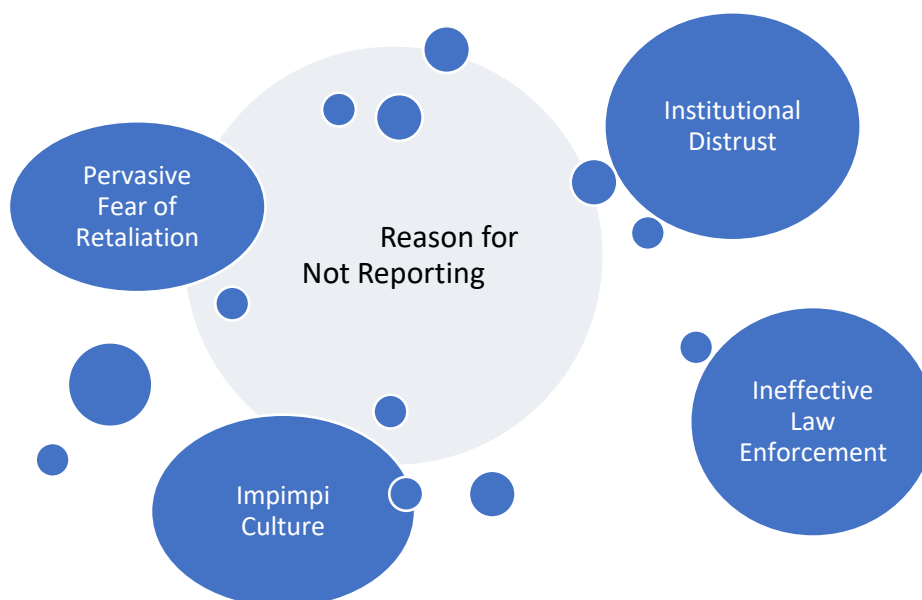 Institutional
Distrust
Pervasive
Fear of
Retaliation
Reason for
Not Reporting
Ineffective
Law
Enforcement
Impimpi
Culture